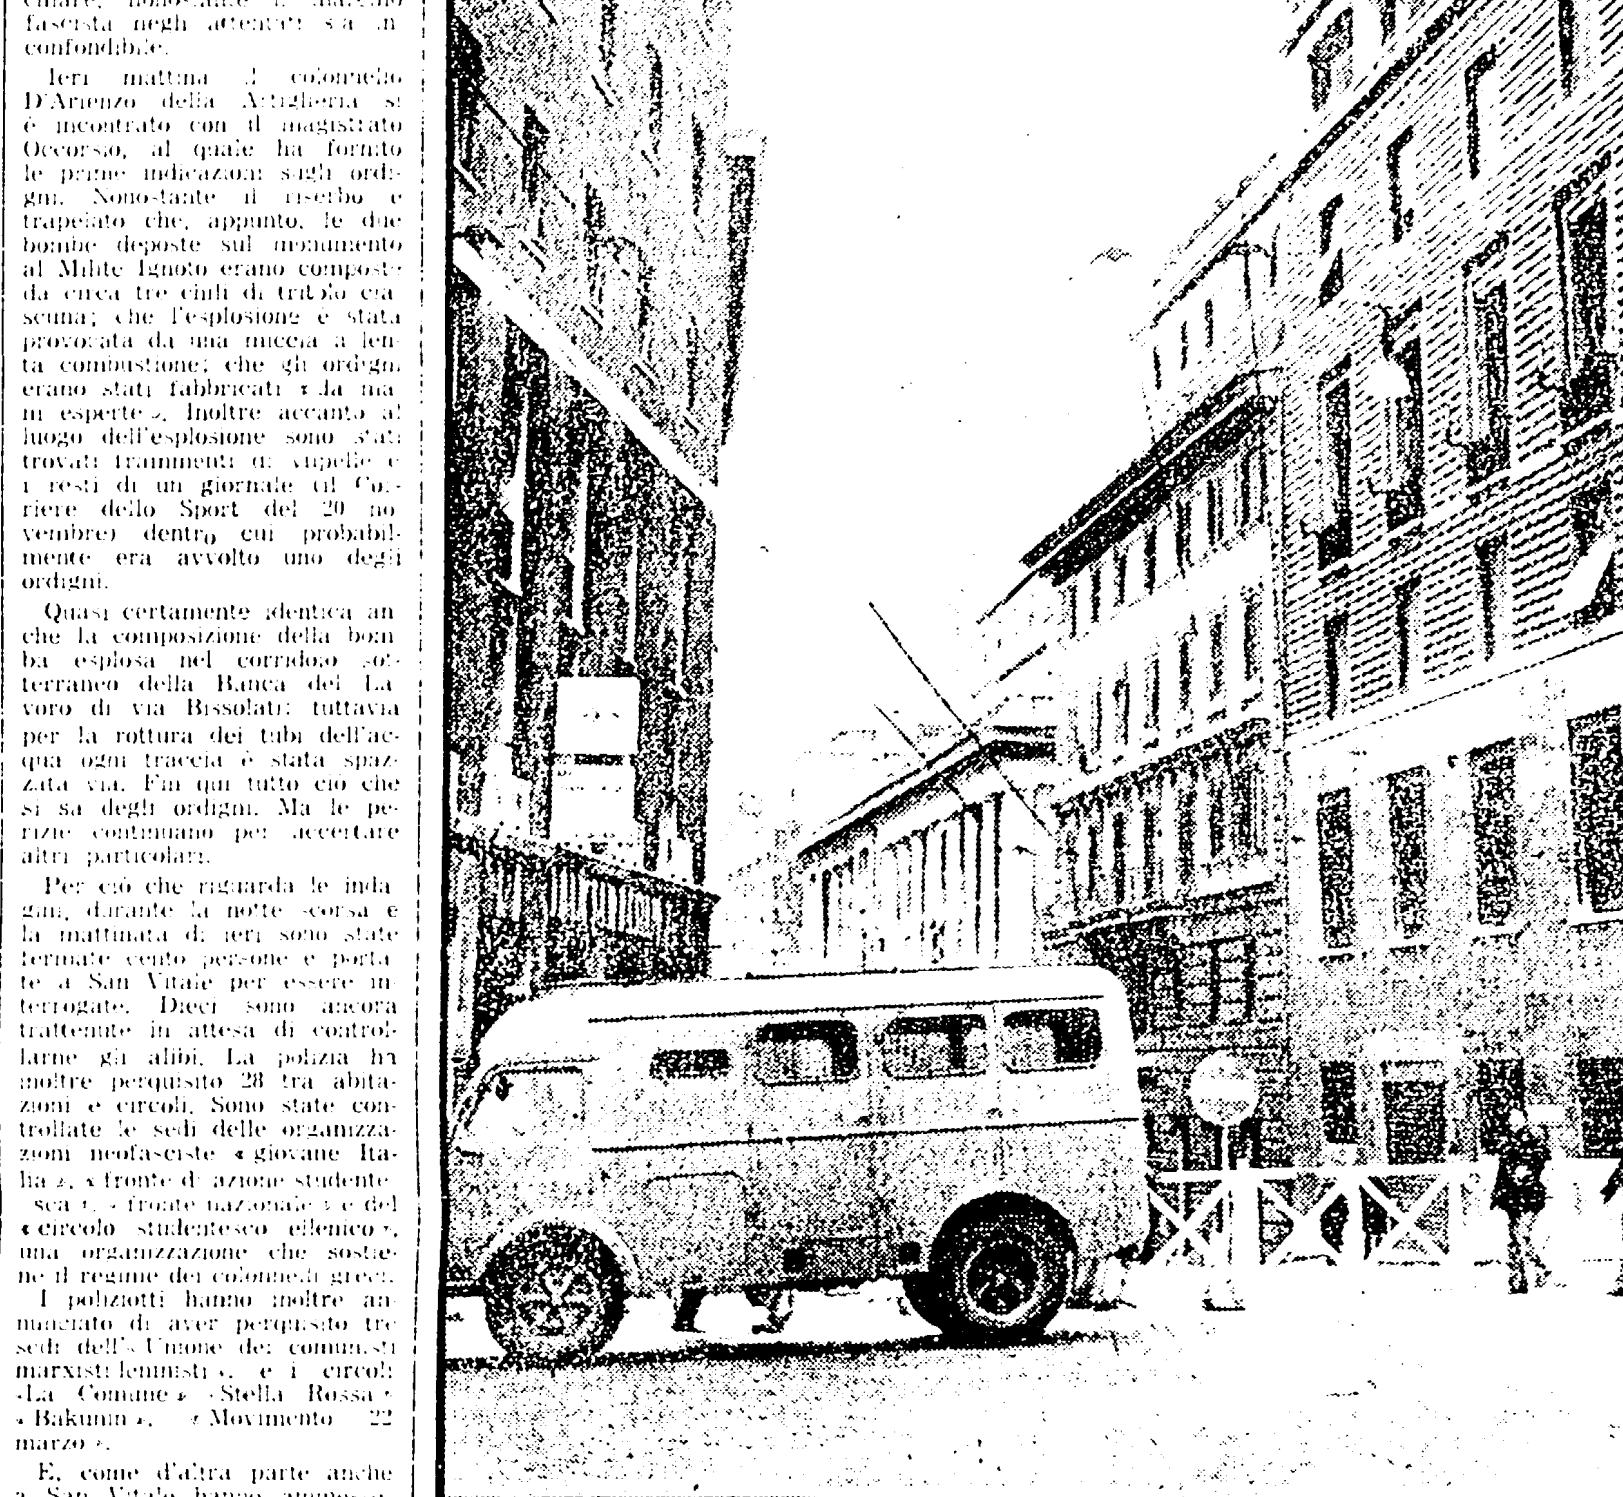 fascista negli attentati sia in
confondibile.
Ieri mattina il colonnello
D'Arienzo della Artiglieria si
è incontrato con il magistrato
Occorsio, al quale ha fornito
le prime indicazioni sugli ordi-
gni. Nonostante il riserbo è
trapelato che, appunto, le due
bombe deposte sul monumento
al Milite Ignoto erano composte
da circa tre chili di tritolo cia
scuna; che l'esplosione è stata
provocata da una miccia a len-
ta combustione; che gli ordigni
erano stati fabbricati « da ma
ni esperte ». Inoltre accanto al
luogo dell'esplosione sono stati
trovati frammenti di
i resti di un giornale (il Cor-
riere dello Sport del 20 no
vembre) dentro cui probabil-
mente era avvolto uno degli
ordigni.
Quasi certamente identica an
che la composizione della bom
ba esplosa nel corridoio sot-
terraneo della Banca del La
voro di via Bissolati: tuttavia
per la rottura dei tubi dell'ac-
qua ogni traccia è stata spaz-
zata via. Fin qui tutto ciò che
si sa degli ordigni. Ma le pe-
rizie continuano per accertare
altri particolari.
Per ciò che riguarda le inda
gini, durante la notte scorsa e
la mattinata di ieri sono state
fermate cento persone e porta
te a San Vitale per essere in-
terrogate. Dieci sono ancora
trattenute in attesa di control-
larne gli alibi. La polizia ha
inoltre perquisito 28 tra abita-
zioni e circoli. Sono state con-
trollate le sedi delle organizza-
zioni neofasciste « giovane Ita-
lia », « fronte di azione studente
sca », « fronte nazionale » e del
« circolo studentesco ellenico »,
una organizzazione che sostie-
ne il regime dei colonnelli greci.
I poliziotti hanno inoltre an
nunciato di aver perquisito tre
sedi dell'« Unione dei comunisti
marxisti leninisti », e i circoli
«La Comune » «Stella Rossa »
« Bakunin », « Movimento 22
marzo ».
E, come d'altra parte anche
a San Vitale hanno